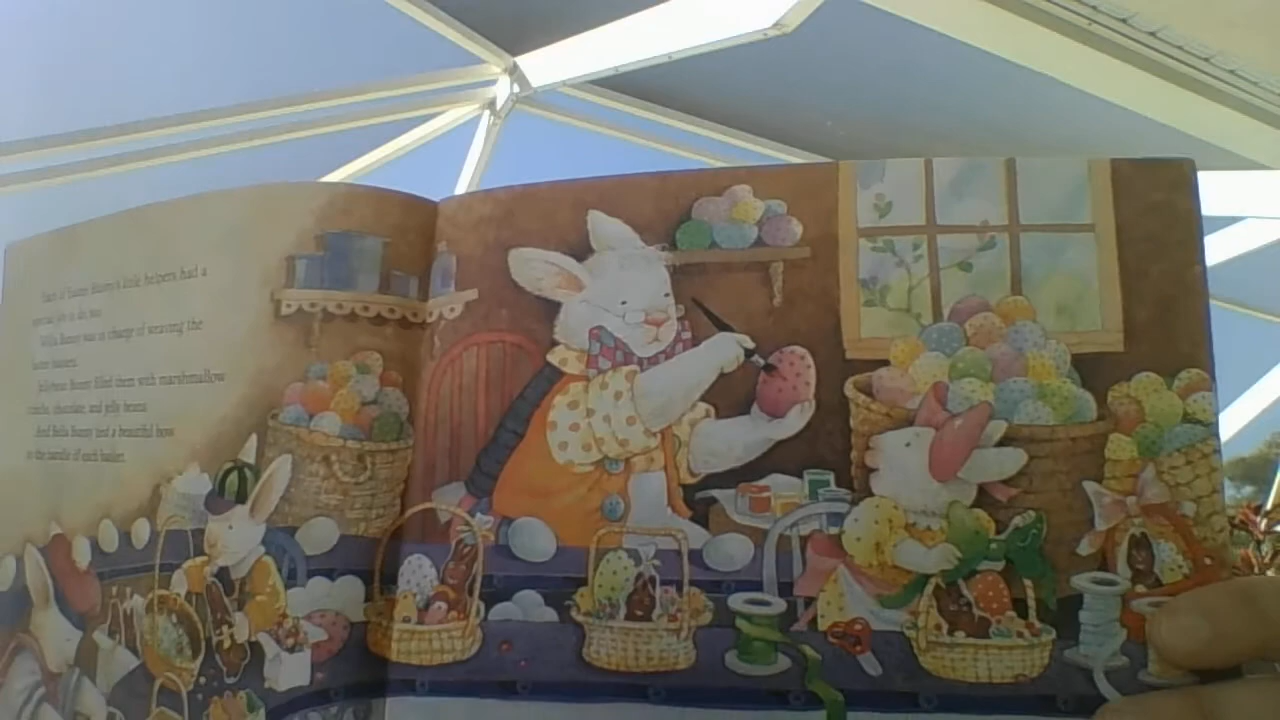 Each of Easter Bunny's little helpers had a
special job to do, too.
Willa Bunny was in charge of weaving the
Easter baskets.
Jellybean Bunny filled them with marshmallow
chicks, chocolate, and jelly beans.
And Bella Bunny tied a beautiful bow
to the handle of each basket.